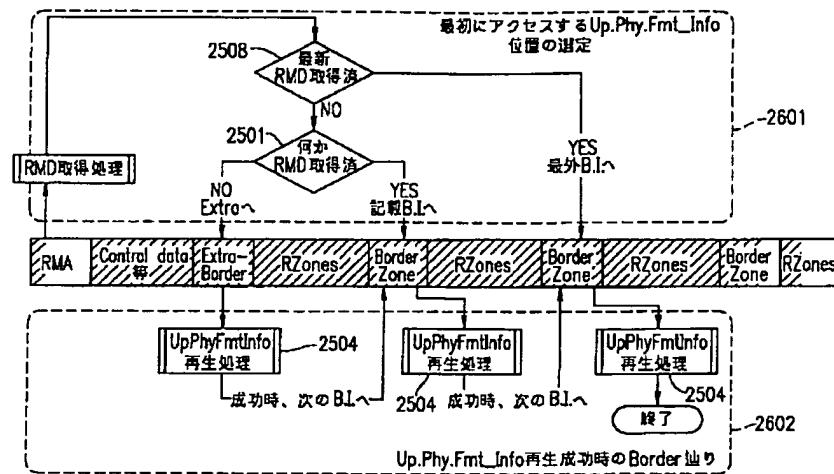 最初にアクセスするUp.Phy.Fmt_Info
位置の選定
2508
最新
RMD取得済
NO
2501
何か
RMD取得済
2601
RMD取得処理
NO
Extraへ
YES
記載B.I.へ
YES
最外B.I.へ
RMA
Control data
等
Extra-
Border
RZones
Border
Zone
RZones
Border
Zone
RZones
Border
Zone
RZones
UpPhyFmtInfo
再生処理
2504
UpPhyFmtInfo
再生処理
2504
UpPhyFmtInfo
再生処理
2504
成功時、次のB.I.へ
成功時、次のB.I.へ
終了
2602
Up.Phy.Fmt_Info再生成功時のBorder辿り